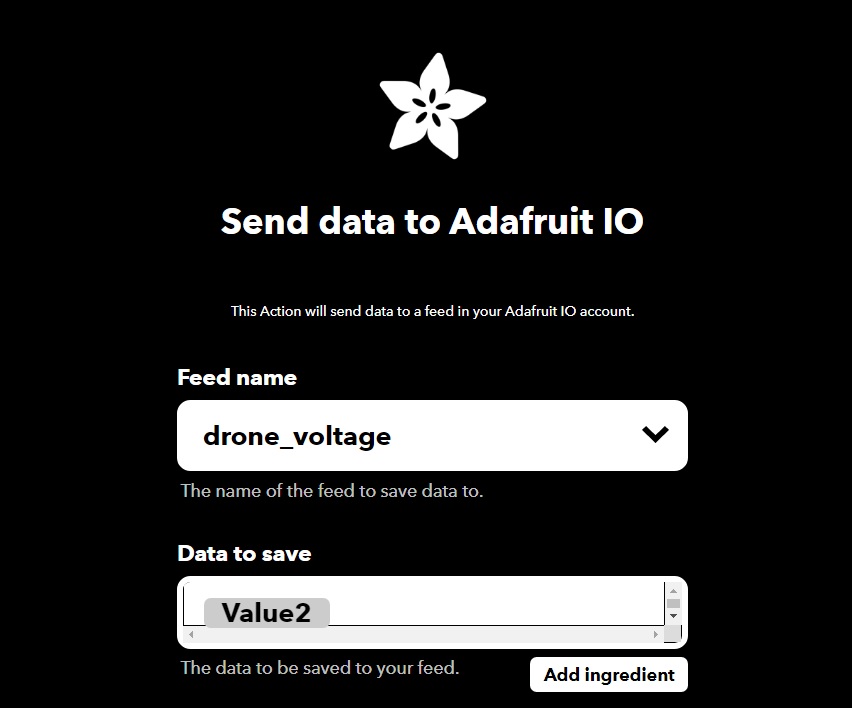 Send data to Adafruit IO
This Action will send data to a feed in your Adafruit IO account.
Feed name
drone_voltage
The name of the feed to save data to.
Data to save
Value2
The data to be saved to your feed.
Add ingredient